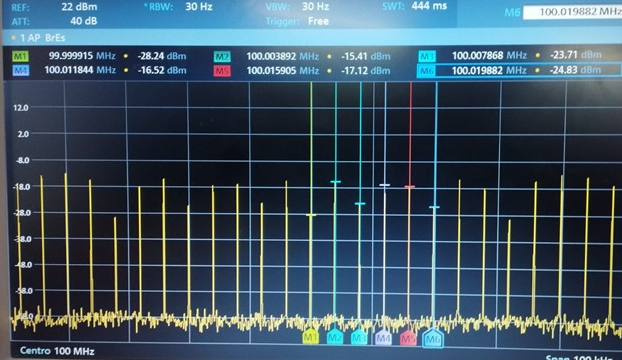 REF: 22 dBm *RBW: 30 Hz VBW: 30 Hz SWT: 444 ms M6 100.019882 MHz
ATT: 40 dB Trigger: Free
1 AP BrEs
M1 99.999915 MHz -28.24 dBm M2 100.003892 MHz -15.41 dBm M3 100.007868 MHz -23.71 dBm
M4 100.011844 MHz -16.52 dBm M5 100.015905 MHz -17.12 dBm M6 100.019882 MHz -24.83 dBm
12.0
2.0
-8.0
-18.0
-28.0
-38.0
-48.0
-58.0
M1 M2 M3 M4 M5 M6
Centro 100 MHz Span 100